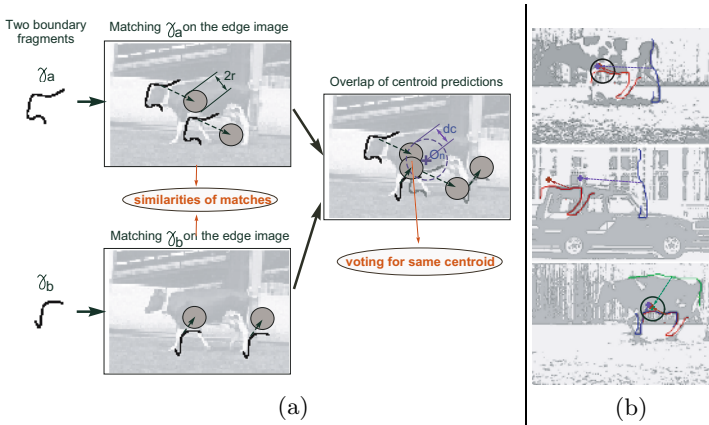 Two boundary
fragments
γa
Matching γa on the edge image
2r
similarities of matches
γb
Matching γb on the edge image
Overlap of centroid predictions
dc
On
voting for same centroid
(a)
(b)